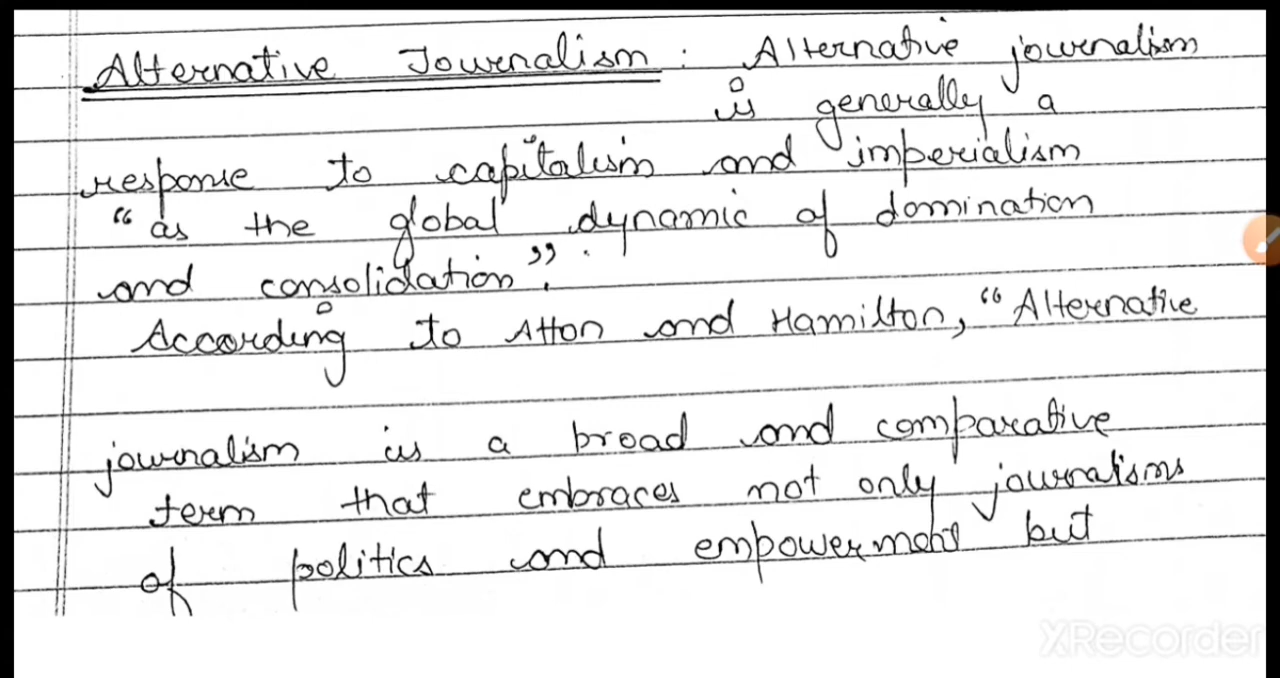 Alternative Journalism : Alternative journalism
is generally a
response to capitalism and imperialism
“as the global dynamic of domination
and consolidation”.
According to Atton and Hamilton, “Alternative
journalism is a broad and comparative
term that embraces not only journalisms
of politics and empowerment but
XRecorder